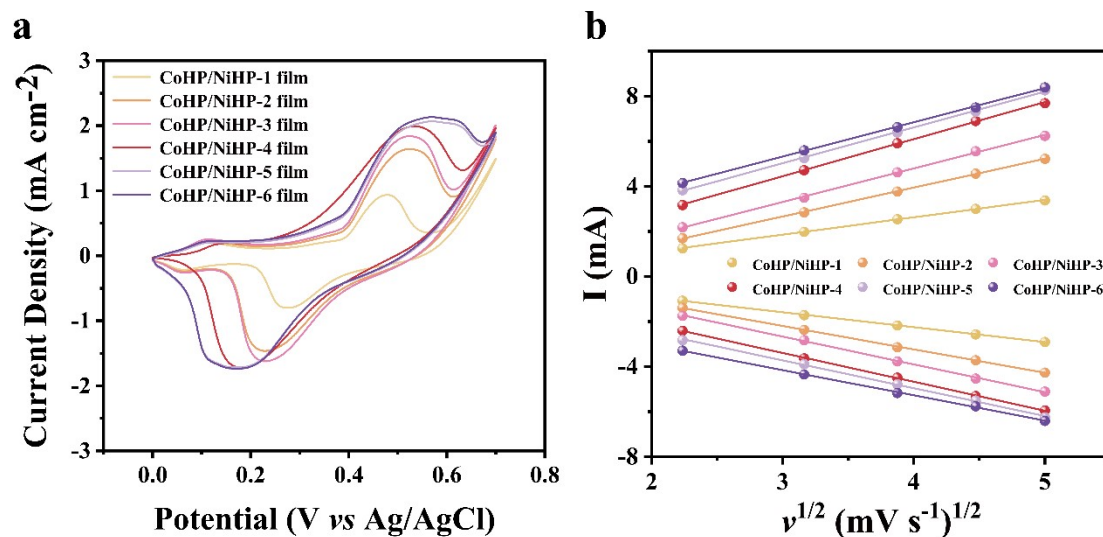 a
Current Density (mA cm⁻²)
3
2
1
0
-1
-2
-3
CoHP/NiHP-1 film
CoHP/NiHP-2 film
CoHP/NiHP-3 film
CoHP/NiHP-4 film
CoHP/NiHP-5 film
CoHP/NiHP-6 film
0.0 0.2 0.4 0.6 0.8
Potential (V vs Ag/AgCl)
b
I (mA)
8
4
0
-4
-8
CoHP/NiHP-1 CoHP/NiHP-2 CoHP/NiHP-3
CoHP/NiHP-4 CoHP/NiHP-5 CoHP/NiHP-6
2 3 4 5
v¹/² (mV s⁻¹)¹/²